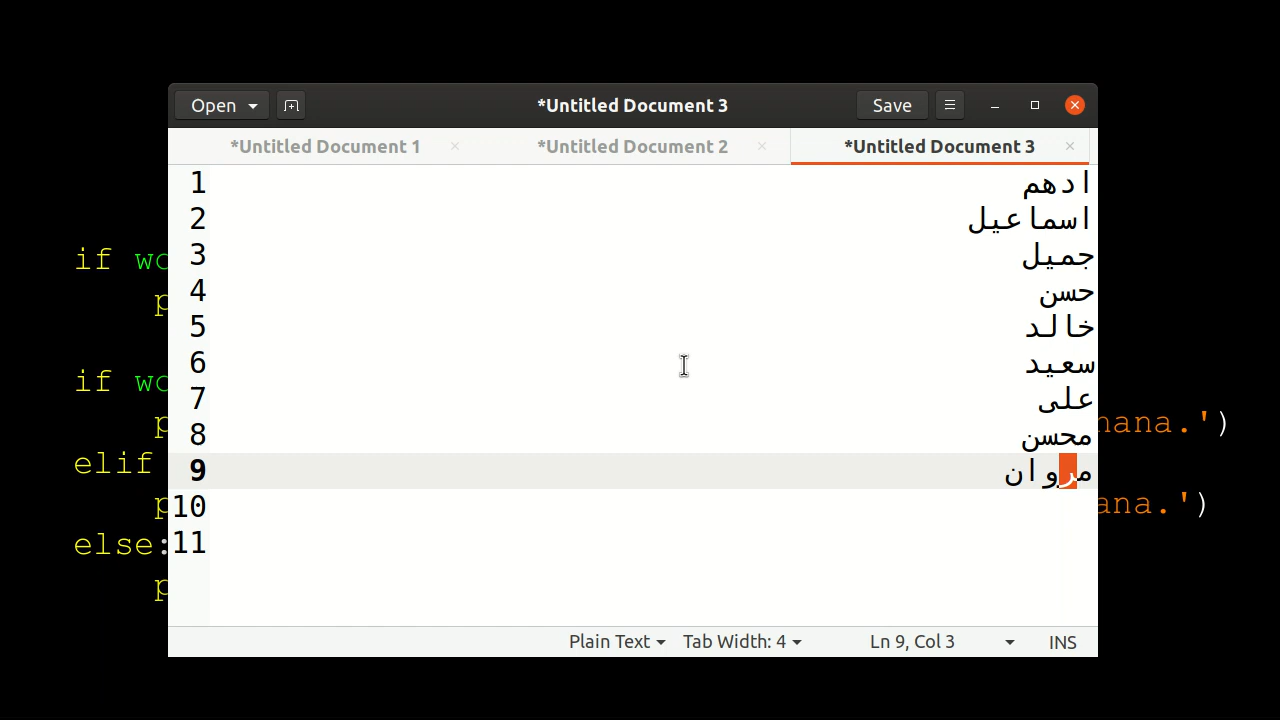 Open
*Untitled Document 3
Save
*Untitled Document 1
*Untitled Document 2
*Untitled Document 3
1 ادهم
2 اسماعيل
3 جميل
4 حسن
5 خالد
6 سعيد
7 على
8 محسن
9 مروان
10
11
if wo
p
if wo
p
nana.')
elif
p
ana.')
else:
p
Plain Text
Tab Width: 4
Ln 9, Col 3
INS